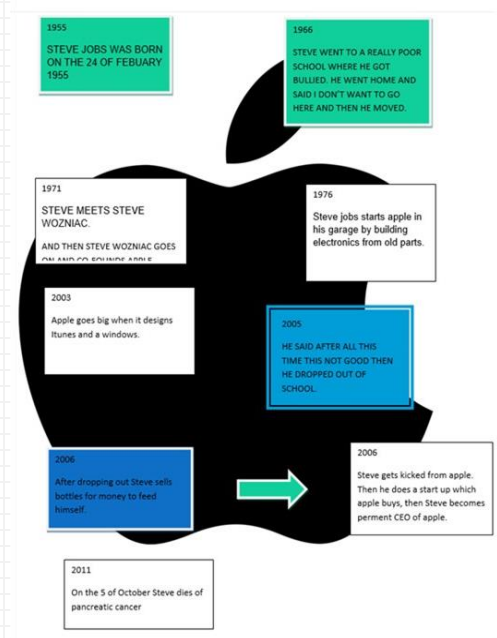 1955
STEVE JOBS WAS BORN
ON THE 24 OF FEBUARY
1955
1966
STEVE WENT TO A REALLY POOR
SCHOOL WHERE HE GOT
BULLIED. HE WENT HOME AND
SAID I DON'T WANT TO GO
HERE AND THEN HE MOVED.
1971
STEVE MEETS STEVE
WOZNIAC.
AND THEN STEVE WOZNIAC GOES
ON AND CO-FOUNDS APPLE
1976
Steve jobs starts apple in
his garage by building
electronics from old parts.
2003
Apple goes big when it designs
Itunes and a windows.
2005
HE SAID AFTER ALL THIS
TIME THIS NOT GOOD THEN
HE DROPPED OUT OF
SCHOOL.
2006
After dropping out Steve sells
bottles for money to feed
himself.
2006
Steve gets kicked from apple.
Then he does a start up which
apple buys, then Steve becomes
perment CEO of apple.
2011
On the 5 of October Steve dies of
pancreatic cancer